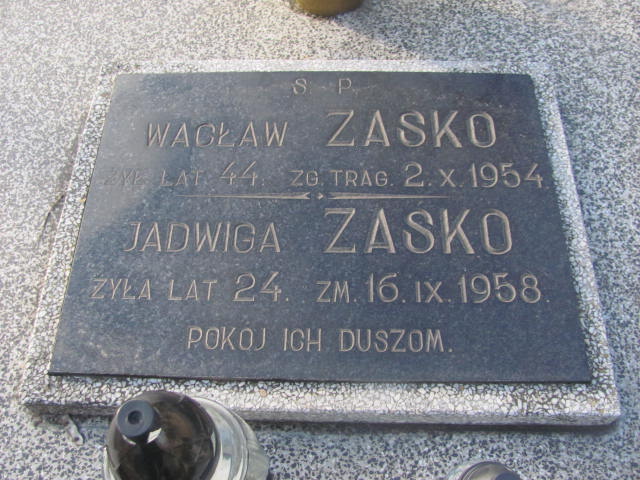 S. P.
WACŁAW ZASKO
ŻYŁ LAT 44. ZG. TRAG. 2. X. 1954.
JADWIGA ZASKO
ŻYŁA LAT 24. ZM. 16. IX. 1958.
POKÓJ ICH DUSZOM.